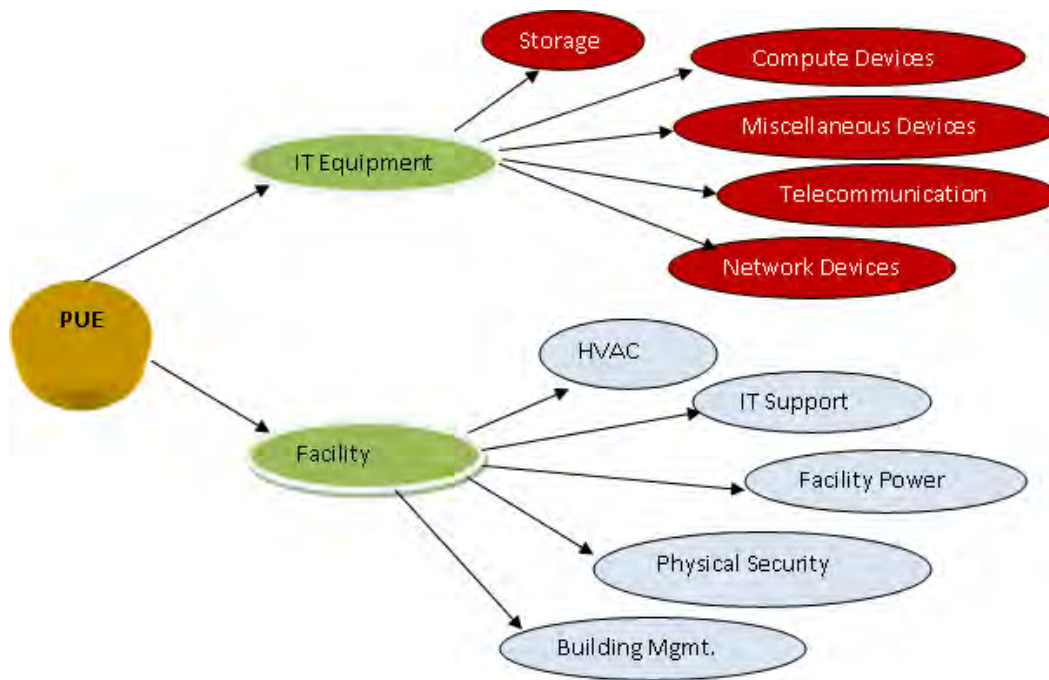 Storage
Compute Devices
Miscellaneous Devices
IT Equipment
Telecommunication
Network Devices
PUE
HVAC
IT Support
Facility
Facility Power
Physical Security
Building Mgmt.